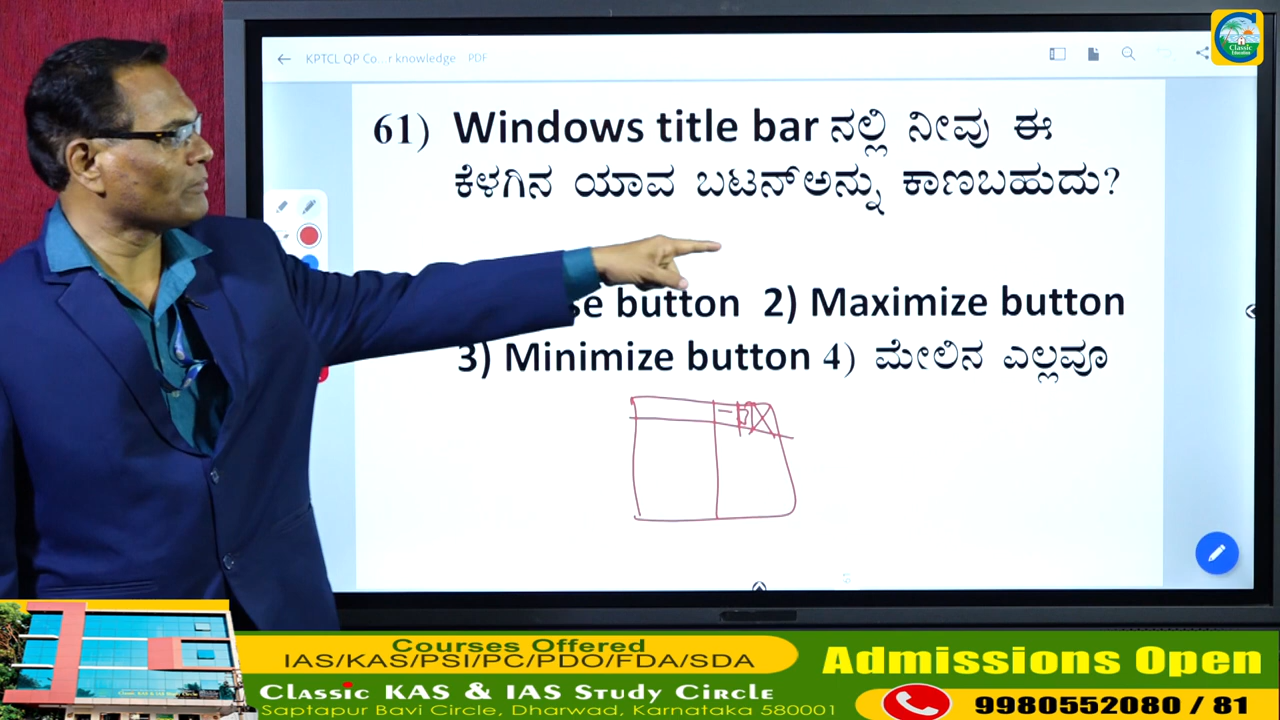 KPTCL QP Co... r knowledge PDF
Classic
Education
61) Windows title bar ನಲ್ಲಿ ನೀವು ಈ
ಕೆಳಗಿನ ಯಾವ ಬಟನ್‌ಅನ್ನು ಕಾಣಬಹುದು?
button 2) Maximize button
3) Minimize button 4) ಮೇಲಿನ ಎಲ್ಲವೂ
Courses Offered
IAS/KAS/PSI/PC/PDO/FDA/SDA
Classic KAS & IAS Study Circle
Saptapur Bavi Circle, Dharwad, Karnataka 580001
Admissions Open
9980552080 / 81